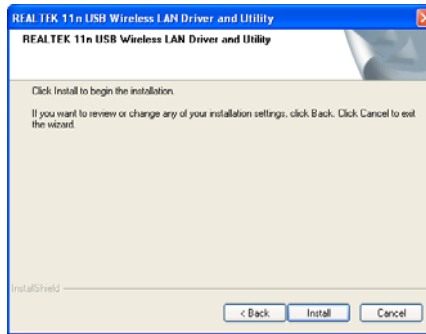 REALTEK 11n USB Wireless LAN Driver and Utility
REALTEK 11n USB Wireless LAN Driver and Utility
Click Install to begin the installation.
If you want to review or change any of your installation settings, click Back. Click Cancel to exit
the wizard.
InstallShield
< Back
Install
Cancel